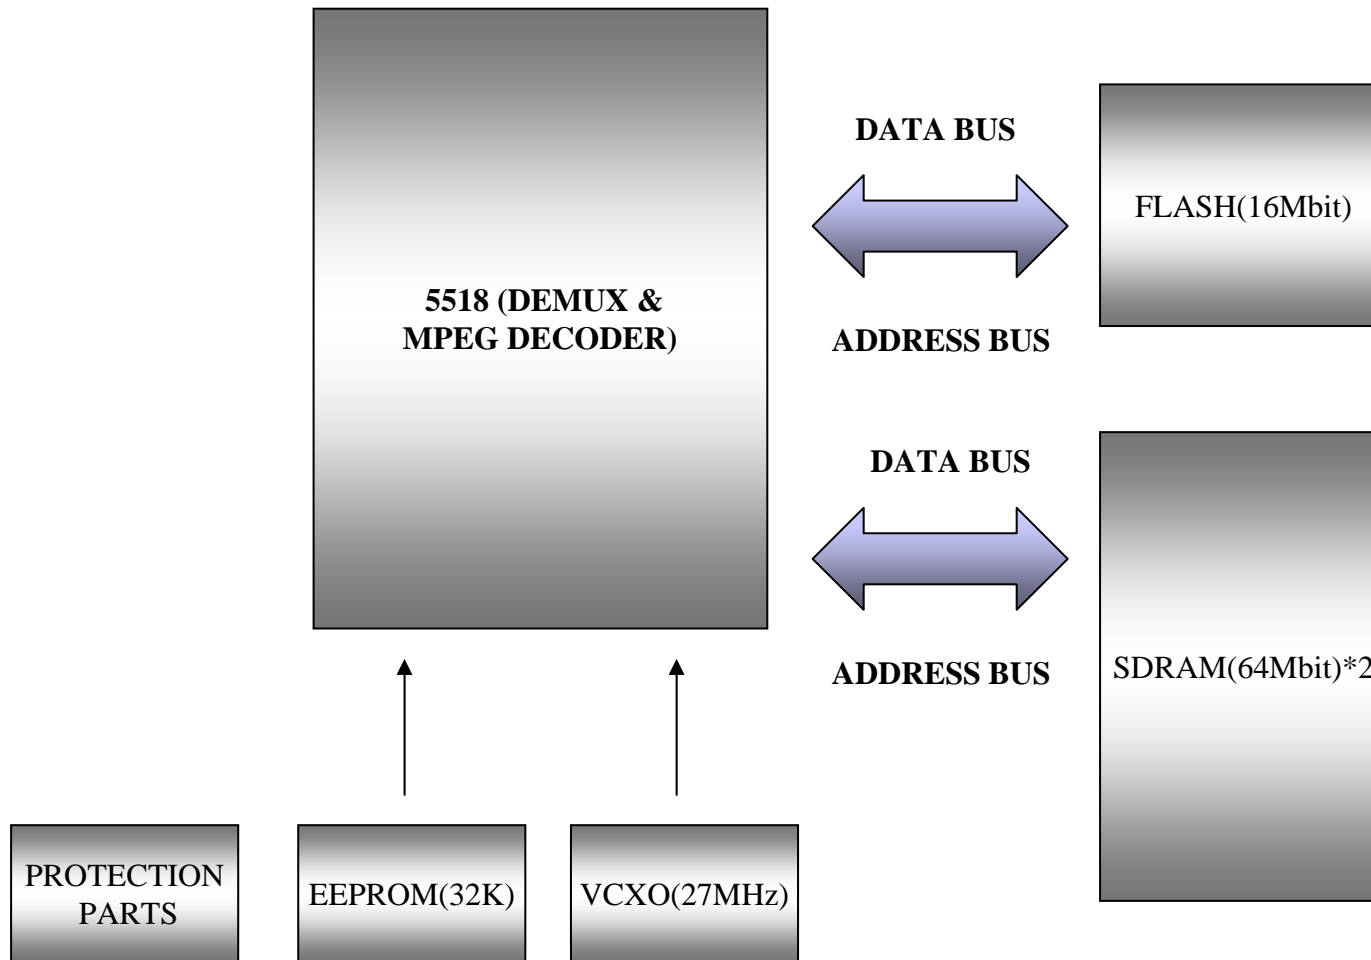 DATA BUS
FLASH(16Mbit)
5518 (DEMUX &
MPEG DECODER)
ADDRESS BUS
DATA BUS
ADDRESS BUS
SDRAM(64Mbit)*2
PROTECTION
PARTS
EEPROM(32K)
VCXO(27MHz)